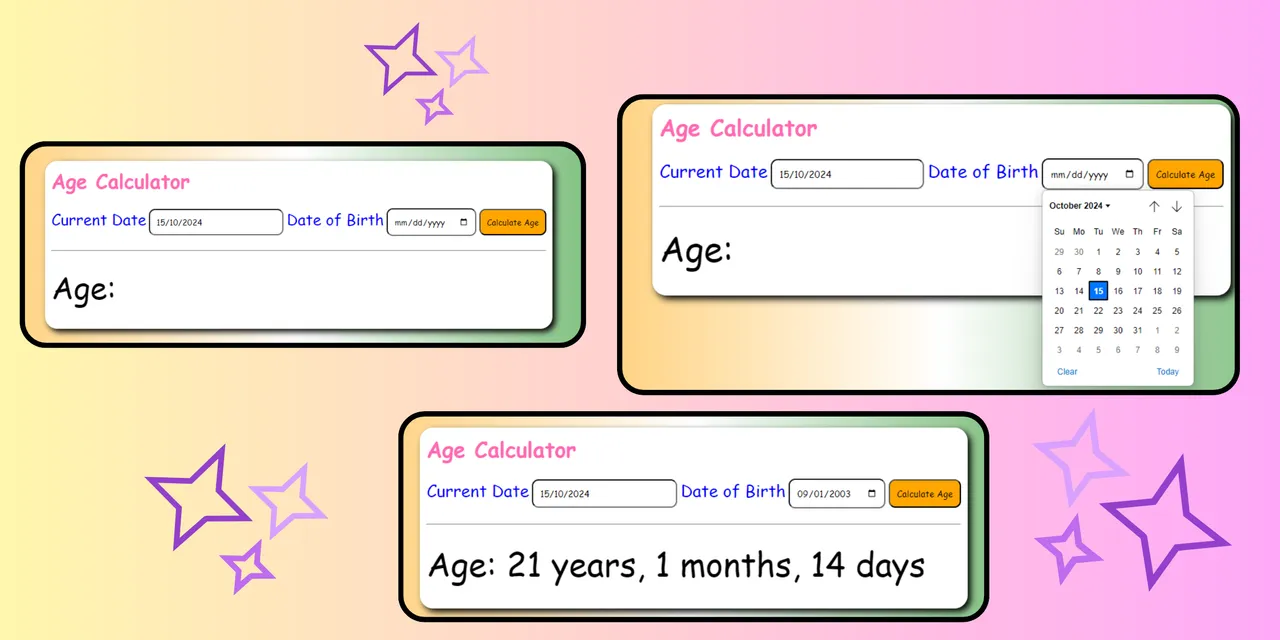 Age Calculator
Current Date 15/10/2024 Date of Birth mm/dd/yyyy Calculate Age
Age:
Age Calculator
Current Date 15/10/2024 Date of Birth mm/dd/yyyy Calculate Age
Age:
October 2024
Su Mo Tu We Th Fr Sa
29 30 1 2 3 4 5
6 7 8 9 10 11 12
13 14 15 16 17 18 19
20 21 22 23 24 25 26
27 28 29 30 31 1 2
3 4 5 6 7 8 9
Clear Today
Age Calculator
Current Date 15/10/2024 Date of Birth 09/01/2003 Calculate Age
Age: 21 years, 1 months, 14 days